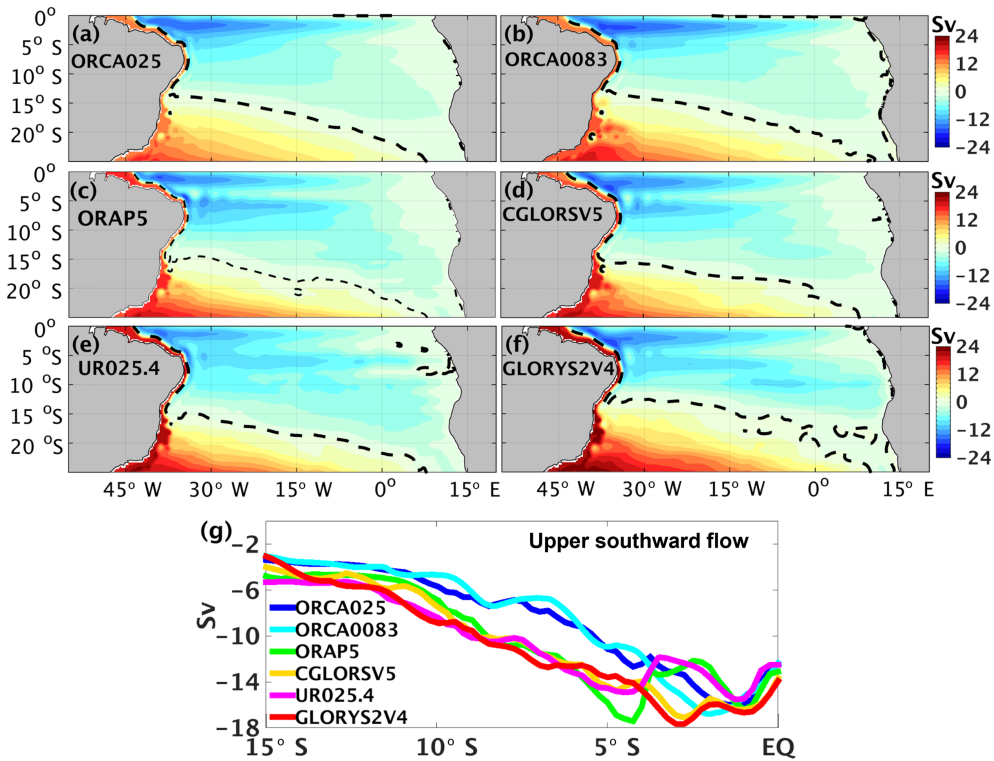 (a)
ORCA025
0°
5° S
10° S
15° S
20° S
(b)
ORCA0083
Sv
24
12
0
−12
−24
(c)
ORAP5
0°
5° S
10° S
15° S
20° S
(d)
CGLORSV5
Sv
24
12
0
−12
−24
(e)
UR025.4
0°
5 °S
10 °S
15 °S
20 °S
45° W 30° W 15° W 0° 15° E
(f)
GLORYS2V4
Sv
24
12
0
−12
−24
45° W 30° W 15° W 0° 15° E
(g)
Upper southward flow
Sv
−2
−6
−10
−14
−18
ORCA025
ORCA0083
ORAP5
CGLORSV5
UR025.4
GLORYS2V4
15° S 10° S 5° S EQ